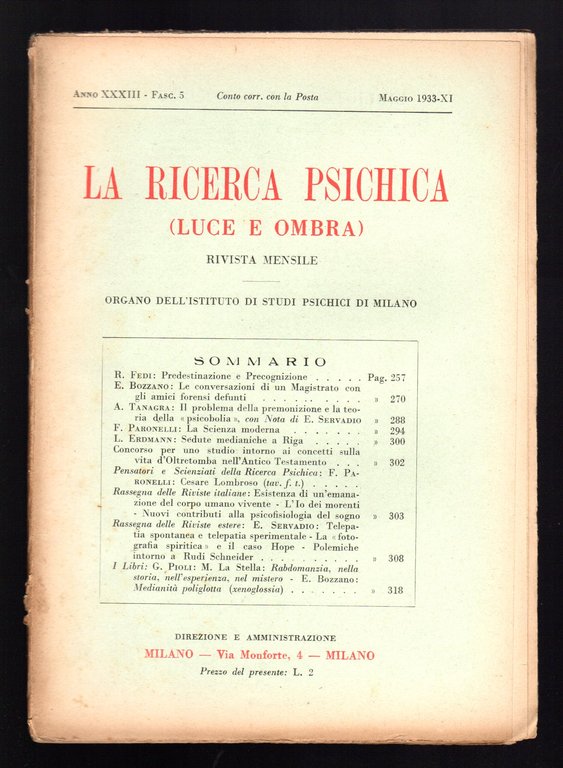 ANNO XXXIII - FASC. 5 Conto corr. con la Posta MAGGIO 1933-XI
LA RICERCA PSICHICA
(LUCE E OMBRA)
RIVISTA MENSILE
ORGANO DELL'ISTITUTO DI STUDI PSICHICI DI MILANO
SOMMARIO
R. FEDI: Predestinazione e Precognizione . . . . . Pag. 257
E. BOZZANO: Le conversazioni di un Magistrato con
gli amici forensi defunti . . . . . . . . . . . » 270
A. TANAGRA: Il problema della premonizione e la teo-
ria della «psicobolia», con Nota di E. SERVADIO » 288
F. PARONELLI: La Scienza moderna . . . . . . . » 294
L. ERDMANN: Sedute medianiche a Riga . . . . . » 300
Concorso per uno studio intorno ai concetti sulla
vita d'Oltretomba nell'Antico Testamento . . . » 302
Pensatori e Scienziati della Ricerca Psichica: F. PA-
RONELLI: Cesare Lombroso (tav. f. t.) . . . . .
Rassegna delle Riviste italiane: Esistenza di un'emana-
zione del corpo umano vivente - L'Io dei morenti
- Nuovi contributi alla psicofisiologia del sogno » 303
Rassegna delle Riviste estere: E. SERVADIO: Telepa-
tia spontanea e telepatia sperimentale - La «foto-
grafia spiritica» e il caso Hope - Polemiche
intorno a Rudi Schneider . . . . . . . . . . » 308
I Libri: G. PIOLI: M. La Stella: Rabdomanzia, nella
storia, nell'esperienza, nel mistero - E. BOZZANO:
Medianità poliglotta (xenoglossia) . . . . . . . » 318
DIREZIONE E AMMINISTRAZIONE
MILANO — Via Monforte, 4 — MILANO
Prezzo del presente: L. 2